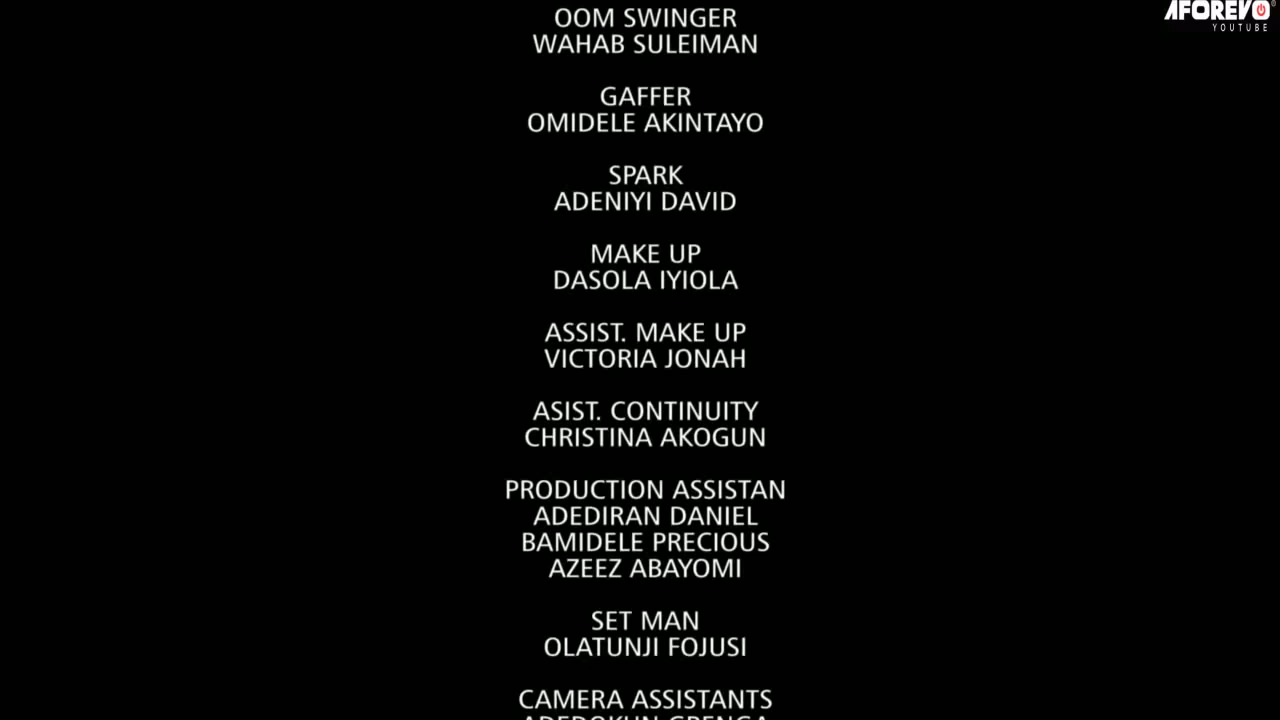 AFOREVO
YOUTUBE
OOM SWINGER
WAHAB SULEIMAN
GAFFER
OMIDELE AKINTAYO
SPARK
ADENIYI DAVID
MAKE UP
DASOLA IYIOLA
ASSIST. MAKE UP
VICTORIA JONAH
ASIST. CONTINUITY
CHRISTINA AKOGUN
PRODUCTION ASSISTAN
ADEDIRAN DANIEL
BAMIDELE PRECIOUS
AZEEZ ABAYOMI
SET MAN
OLATUNJI FOJUSI
CAMERA ASSISTANTS